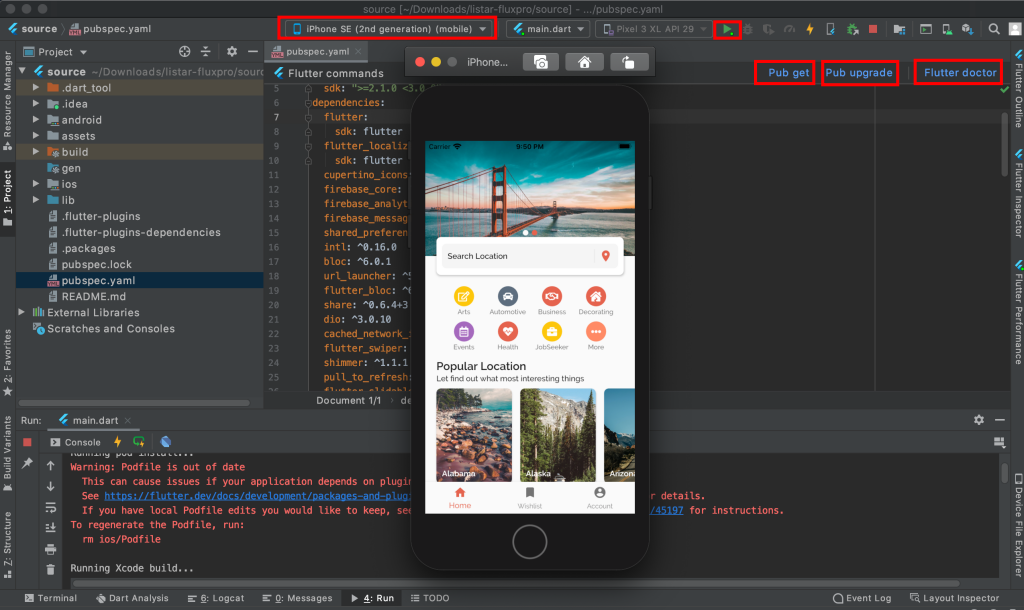 source [~/Downloads/listar-fluxpro/source] – .../pubspec.yaml
source
pubspec.yaml
iPhone SE (2nd generation) (mobile)
main.dart
Pixel 3 XL API 29
Project
pubspec.yaml
iPhone...
Flutter commands
Pub get
Pub upgrade
Flutter doctor
source ~/Downloads/listar-fluxpro/sourc
.dart_tool
.idea
android
assets
build
gen
ios
lib
.flutter-plugins
.flutter-plugins-dependencies
.packages
pubspec.lock
pubspec.yaml
README.md
External Libraries
Scratches and Consoles
5 sdk: ">=2.1.0 <3.0
6 dependencies:
7 flutter:
8 sdk: flutter
9 flutter_localiz
10 sdk: flutter
11 cupertino_icons
12 firebase_core:
13 firebase_analyt
14 firebase_messag
15 shared_preferen
16 intl: ^0.16.0
17 bloc: ^6.0.1
18 url_launcher: ^5
19 flutter_bloc: ^6
20 share: ^0.6.4+3
21 dio: ^3.0.10
22 cached_network_i
23 flutter_swiper:
24 shimmer: ^1.1.1
25 pull_to_refresh:
flutter_slidable
Document 1/1
de
Carrier
9:50 PM
Search Location
Arts
Automotive
Business
Decorating
Events
Health
JobSeeker
More
Popular Location
Let find out what most interesting things
Alabama
Alaska
Arizona
Home
Wishlist
Account
Resource Manager
1: Project
2: Favorites
Build Variants
Z: Structure
Flutter Outline
Flutter Inspector
Flutter Performance
Device File Explorer
Run:
main.dart
Console
Running pod install...
Warning: Podfile is out of date
This can cause issues if your application depends on plugin
See https://flutter.dev/docs/development/packages-and-plugi r details.
If you have local Podfile edits you would like to keep, see /45197 for instructions.
To regenerate the Podfile, run:
rm ios/Podfile
Running Xcode build...
Terminal
Dart Analysis
6: Logcat
0: Messages
4: Run
TODO
Event Log
Layout Inspector